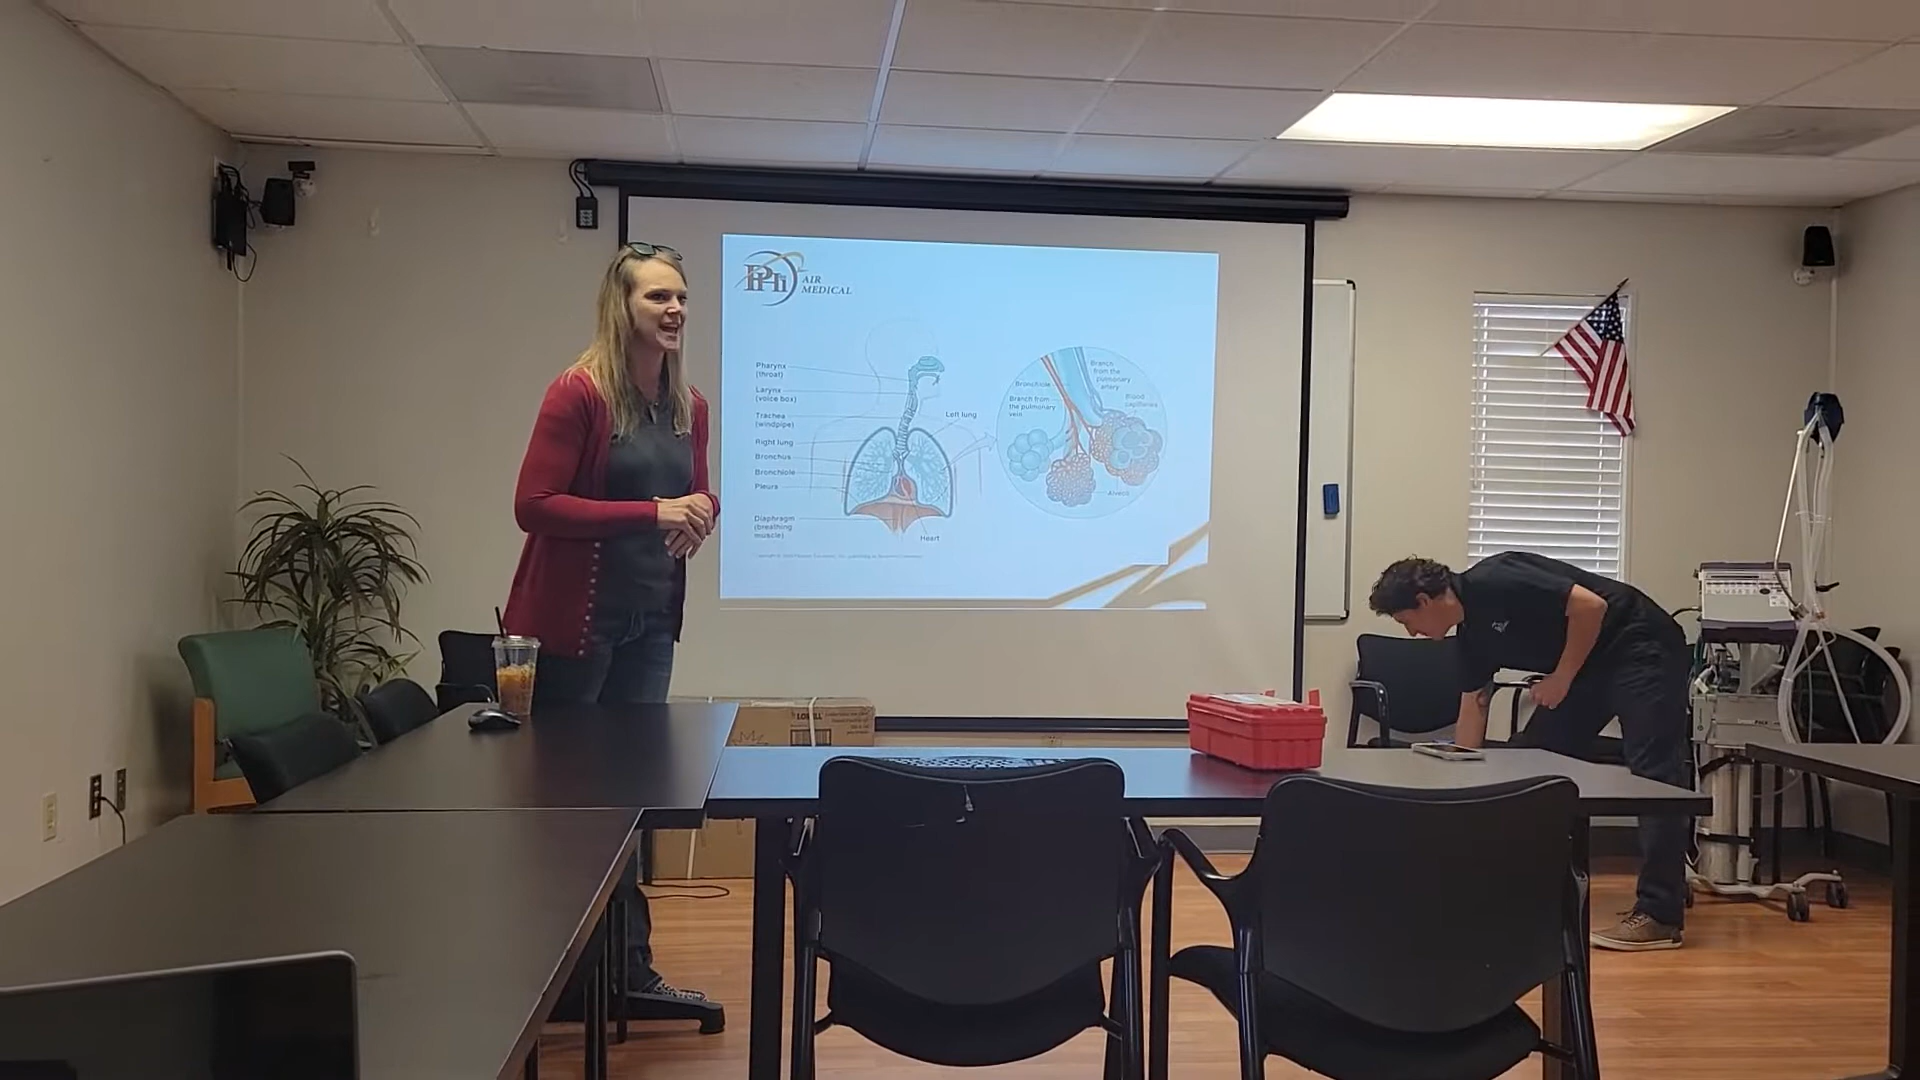 PHi AIR
MEDICAL
Pharynx
(throat)
Larynx
(voice box)
Trachea
(windpipe)
Right lung
Bronchus
Bronchiole
Pleura
Diaphragm
(breathing
muscle)
Left lung
Heart
Bronchiole
Branch from
the pulmonary
vein
Branch
from the
pulmonary
artery
Blood
capillaries
Alveoli